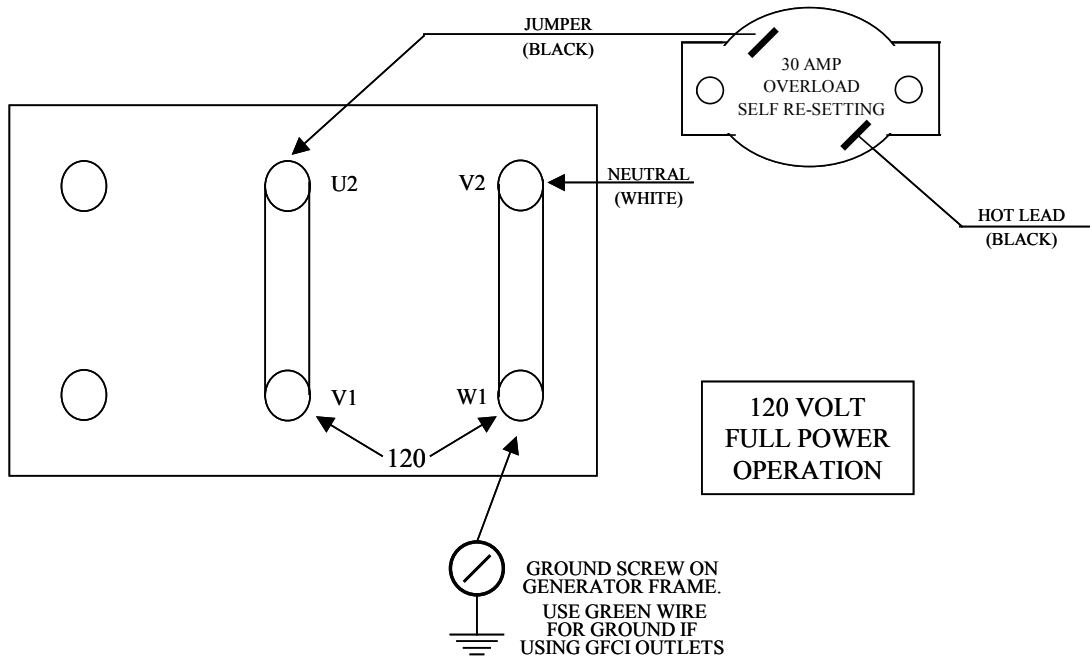 JUMPER
(BLACK)
30 AMP
OVERLOAD
SELF RE-SETTING
U2
V2
NEUTRAL
(WHITE)
HOT LEAD
(BLACK)
V1
W1
120
120 VOLT
FULL POWER
OPERATION
GROUND SCREW ON
GENERATOR FRAME.
USE GREEN WIRE
FOR GROUND IF
USING GFCI OUTLETS